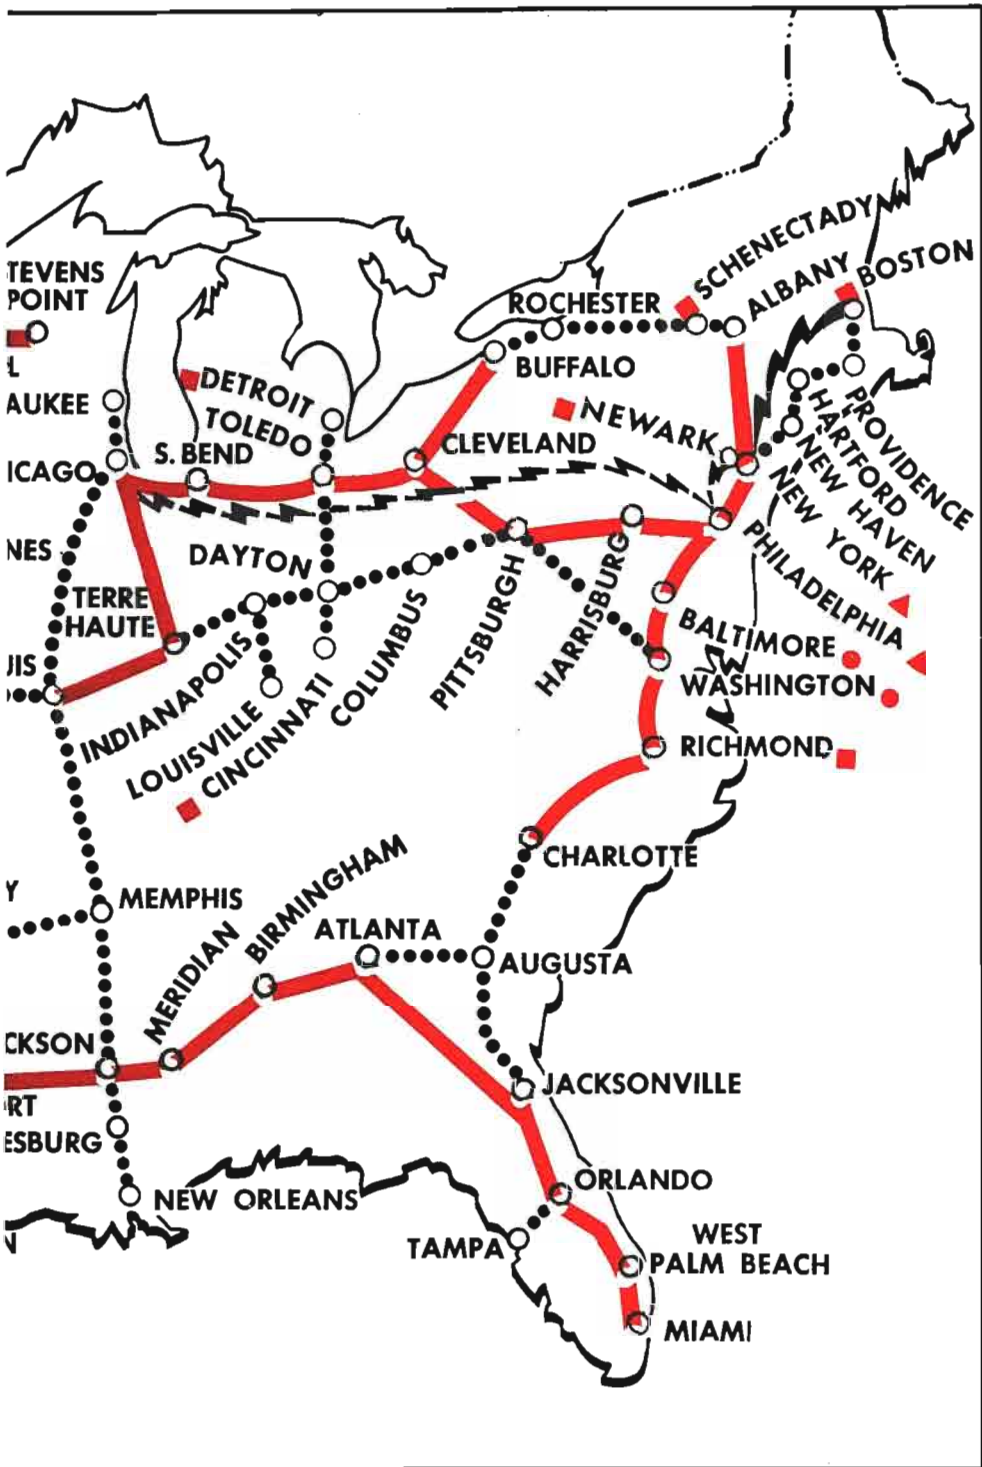 SCHENECTADY
ALBANY
BOSTON
TEVENS
POINT
L
ROCHESTER
BUFFALO
DETROIT
TOLEDO
AUKEE
NEWARK
CLEVELAND
S. BEND
ICAGO
PROVIDENCE
HARTFORD
NEW HAVEN
NEW YORK
PHILADELPHIA
NES
DAYTON
TERRE
HAUTE
BALTIMORE
WASHINGTON
UIS
INDIANAPOLIS
LOUISVILLE
CINCINNATI
COLUMBUS
PITTSBURGH
HARRISBURG
RICHMOND
CHARLOTTE
Y
MEMPHIS
MERIDIAN
BIRMINGHAM
ATLANTA
AUGUSTA
CKSON
RT
ESBURG
JACKSONVILLE
ORLANDO
NEW ORLEANS
N
TAMPA
WEST
PALM BEACH
MIAMI